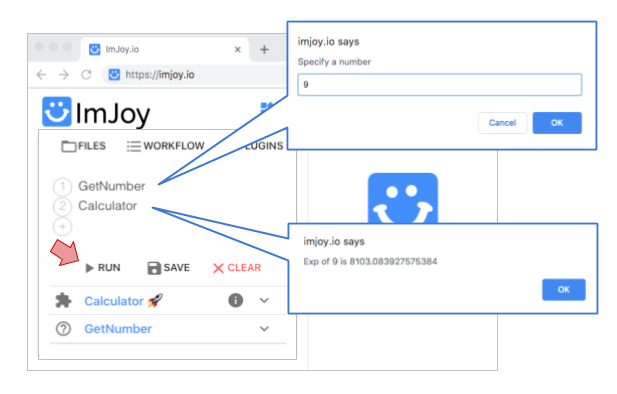 imjoy.io says
Specify a number
9
Cancel
OK
ImJoy.io
×
+
https://imjoy.io
ImJoy
FILES
WORKFLOW
LUGINS
1 GetNumber
2 Calculator
+
RUN
SAVE
CLEAR
imjoy.io says
Exp of 9 is 8103.083927575384
OK
Calculator 🚀
GetNumber